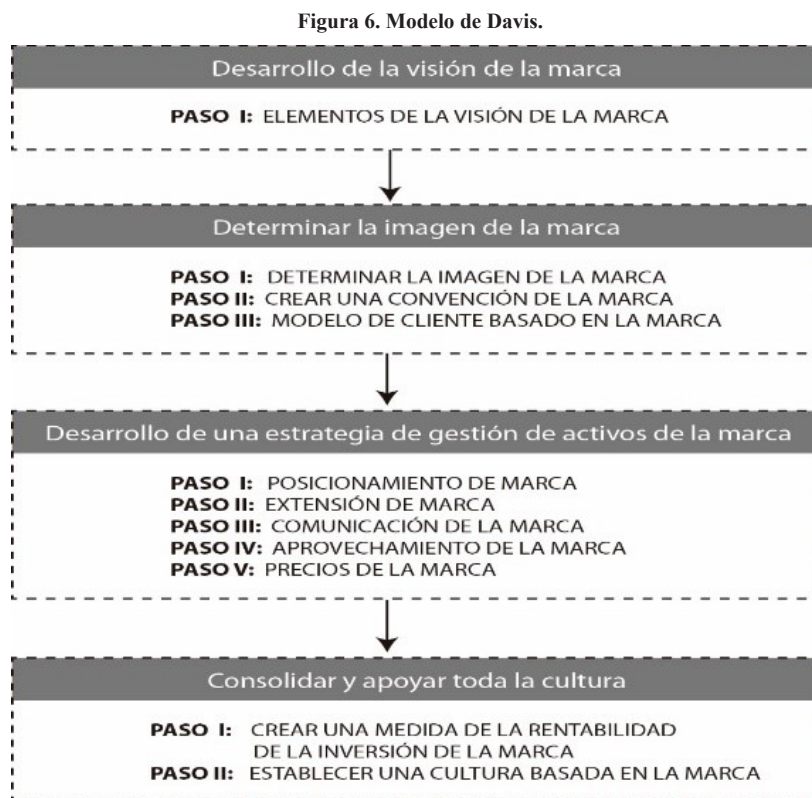 Figura 6. Modelo de Davis.
Desarrollo de la visión de la marca
PASO I: ELEMENTOS DE LA VISIÓN DE LA MARCA
Determinar la imagen de la marca
PASO I: DETERMINAR LA IMAGEN DE LA MARCA
PASO II: CREAR UNA CONVENCIÓN DE LA MARCA
PASO III: MODELO DE CLIENTE BASADO EN LA MARCA
Desarrollo de una estrategia de gestión de activos de la marca
PASO I: POSICIONAMIENTO DE MARCA
PASO II: EXTENSIÓN DE MARCA
PASO III: COMUNICACIÓN DE LA MARCA
PASO IV: APROVECHAMIENTO DE LA MARCA
PASO V: PRECIOS DE LA MARCA
Consolidar y apoyar toda la cultura
PASO I: CREAR UNA MEDIDA DE LA RENTABILIDAD
DE LA INVERSIÓN DE LA MARCA
PASO II: ESTABLECER UNA CULTURA BASADA EN LA MARCA